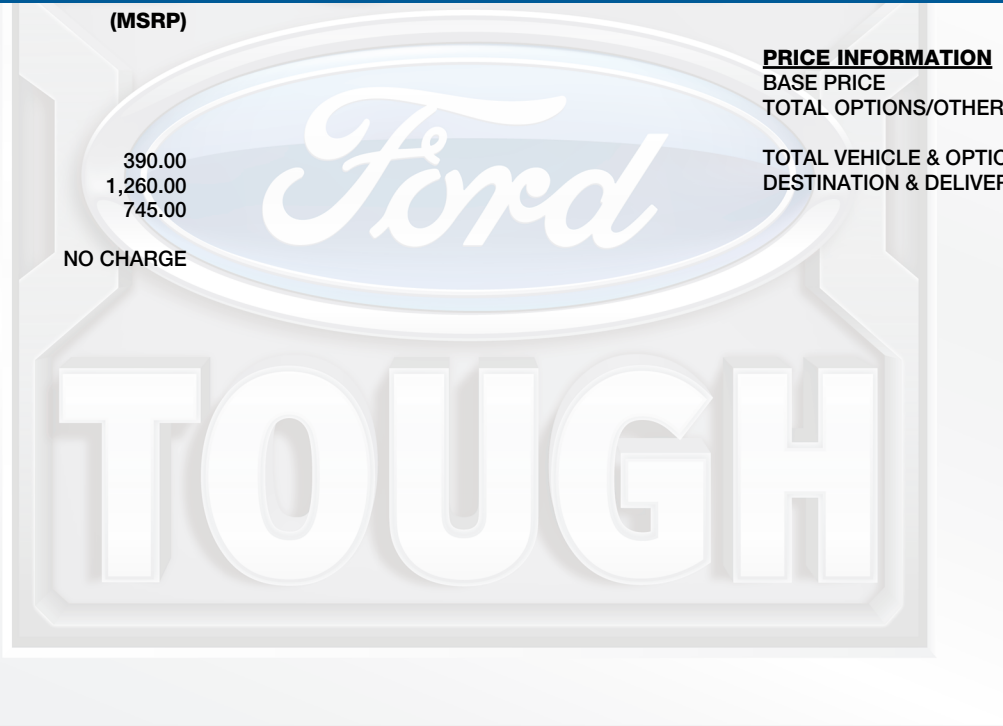 (MSRP)
390.00
1,260.00
745.00
NO CHARGE
PRICE INFORMATION
BASE PRICE
TOTAL OPTIONS/OTHER
TOTAL VEHICLE & OPTIO
DESTINATION & DELIVER
Ford
TOUGH